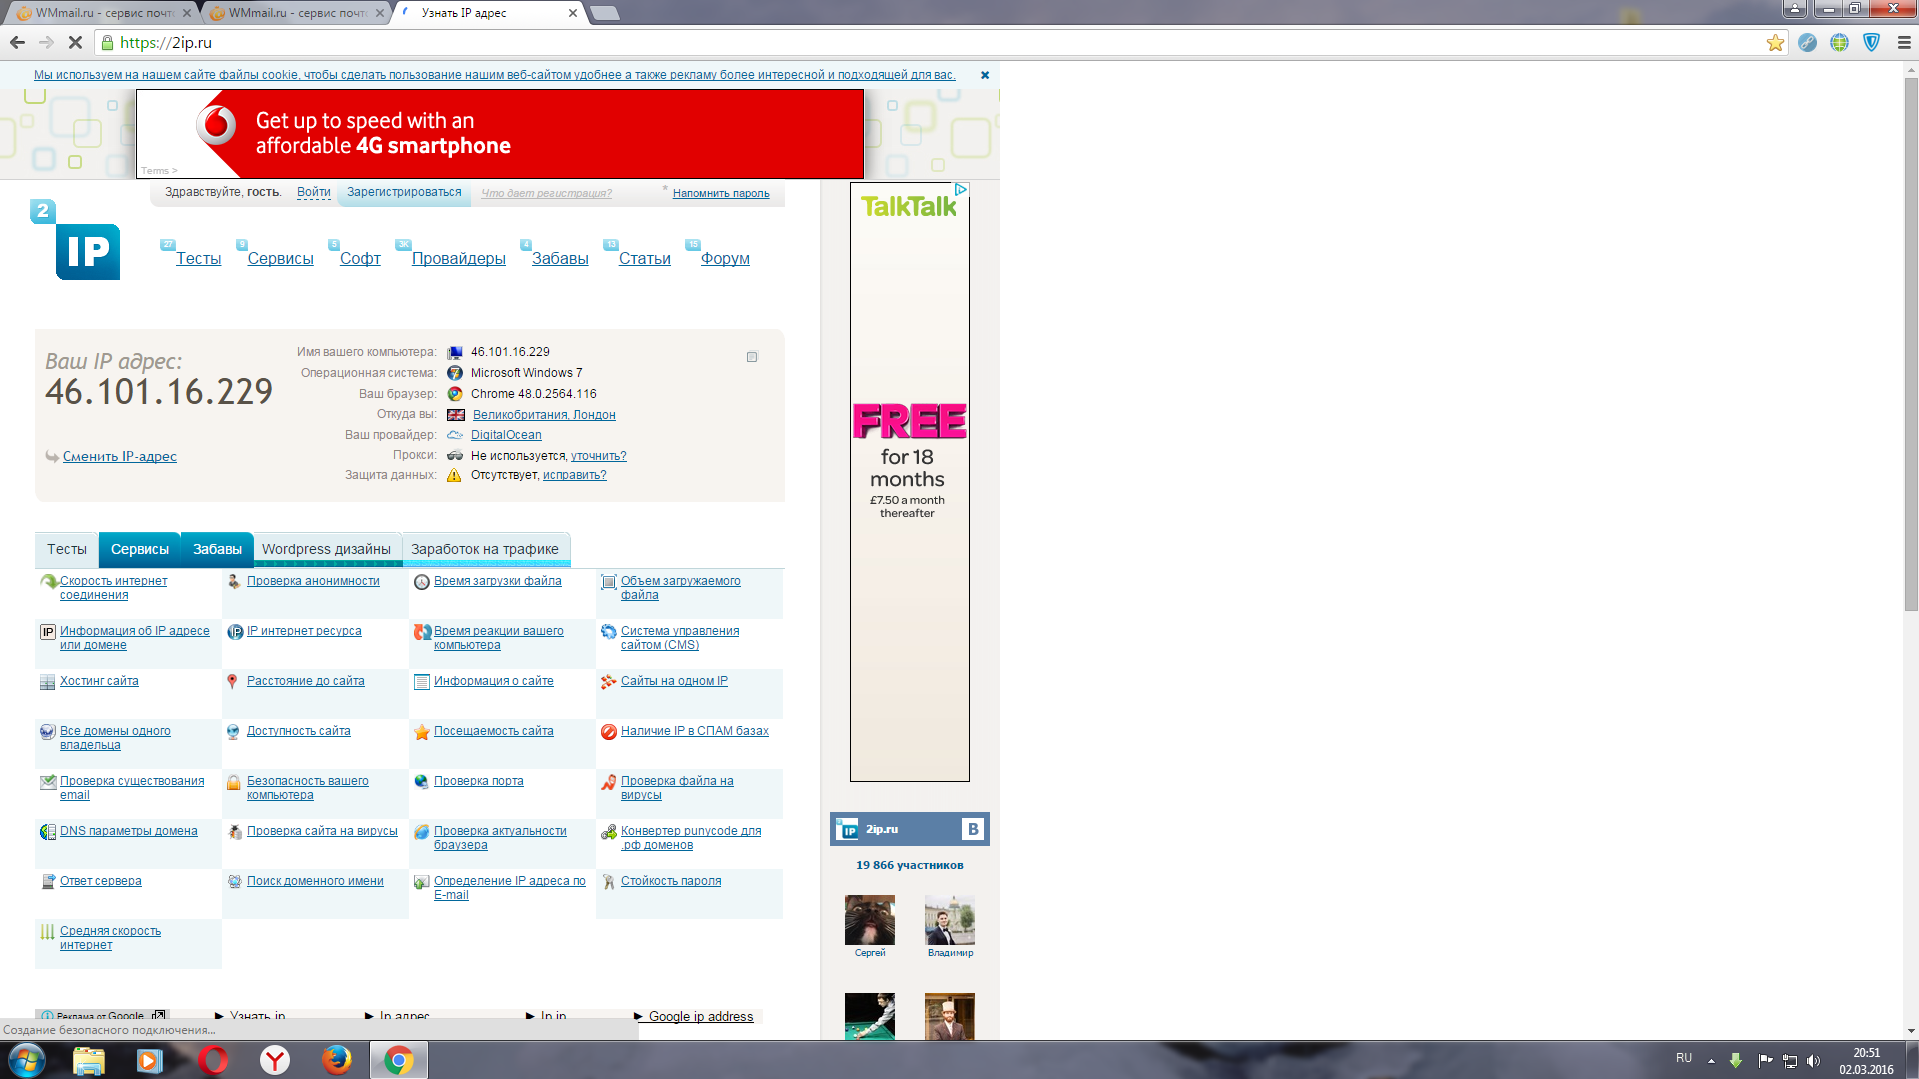 WMmail.ru - сервис почт
WMmail.ru - сервис почт
Узнать IP адрес
https://2ip.ru
Мы используем на нашем сайте файлы cookie, чтобы сделать пользование нашим веб-сайтом удобнее а также рекламу более интересной и подходящей для вас.
Get up to speed with an
affordable 4G smartphone
Terms >
Здравствуйте, гость. Войти Зарегистрироваться Что дает регистрация? * Напомнить пароль
2
IP
27 Тесты 9 Сервисы 5 Софт 3K Провайдеры 4 Забавы 13 Статьи 15 Форум
Ваш IP адрес:
46.101.16.229
Сменить IP-адрес
Имя вашего компьютера: 46.101.16.229
Операционная система: Microsoft Windows 7
Ваш браузер: Chrome 48.0.2564.116
Откуда вы: Великобритания, Лондон
Ваш провайдер: DigitalOcean
Прокси: Не используется, уточнить?
Защита данных: Отсутствует, исправить?
TalkTalk
FREE
for 18
months
£7.50 a month
thereafter
Тесты Сервисы Забавы Wordpress дизайны Заработок на трафике
Скорость интернет
соединения
Проверка анонимности
Время загрузки файла
Объем загружаемого
файла
IP
Информация об IP адресе
или домене
IP интернет ресурса
Время реакции вашего
компьютера
Система управления
сайтом (CMS)
Хостинг сайта
Расстояние до сайта
Информация о сайте
Сайты на одном IP
Все домены одного
владельца
Доступность сайта
Посещаемость сайта
Наличие IP в СПАМ базах
Проверка существования
email
Безопасность вашего
компьютера
Проверка порта
Проверка файла на
вирусы
DNS параметры домена
Проверка сайта на вирусы
Проверка актуальности
браузера
Конвертер punycode для
.рф доменов
Ответ сервера
Поиск доменного имени
Определение IP адреса по
E-mail
Стойкость пароля
Средняя скорость
интернет
IP 2ip.ru B
19 866 участников
Сергей Владимир
Реклама от Google Узнать ip Ip адрес Ip ip Google ip address
Создание безопасного подключения...
RU
20:51
02.03.2016